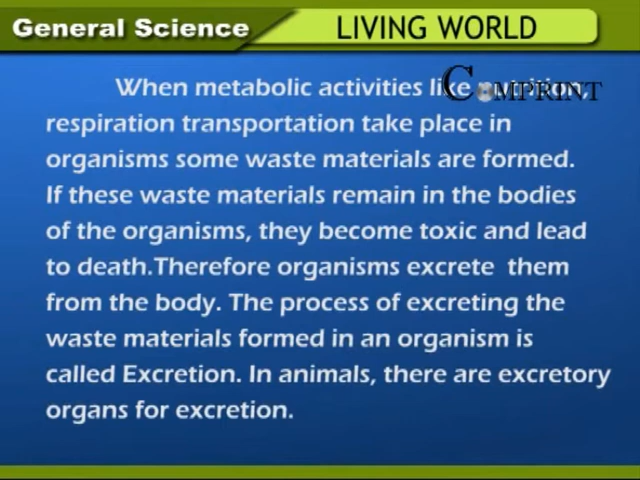 General Science
LIVING WORLD
When metabolic activities like nutrition,
COMPRINT
respiration transportation take place in
organisms some waste materials are formed.
If these waste materials remain in the bodies
of the organisms, they become toxic and lead
to death.Therefore organisms excrete them
from the body. The process of excreting the
waste materials formed in an organism is
called Excretion. In animals, there are excretory
organs for excretion.